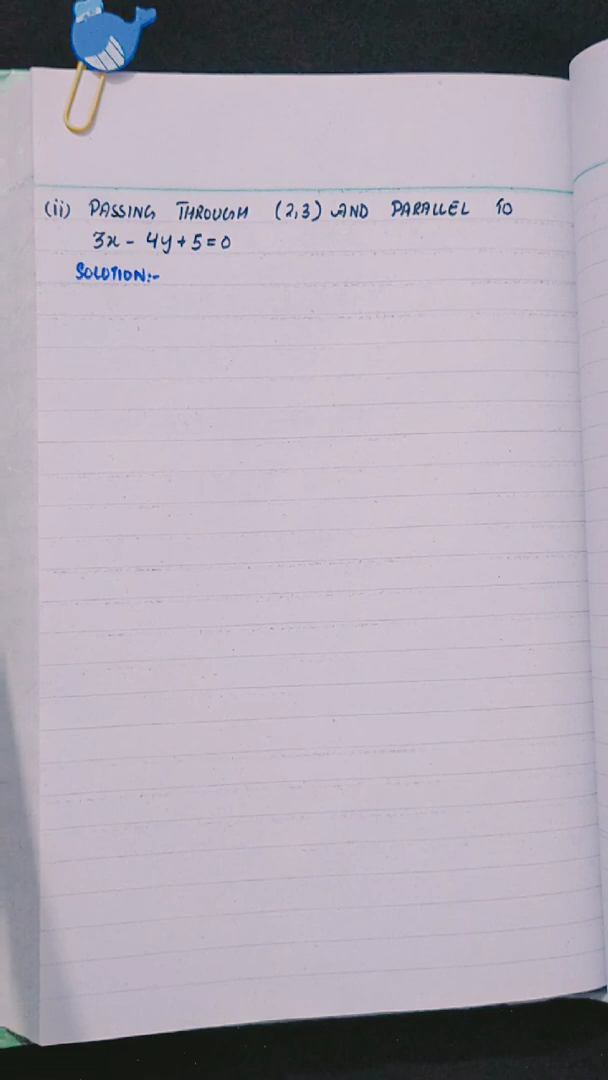 (ii) PASSING THROUGH (2,3) AND PARALLEL TO
3x - 4y + 5 = 0
SOLUTION:-